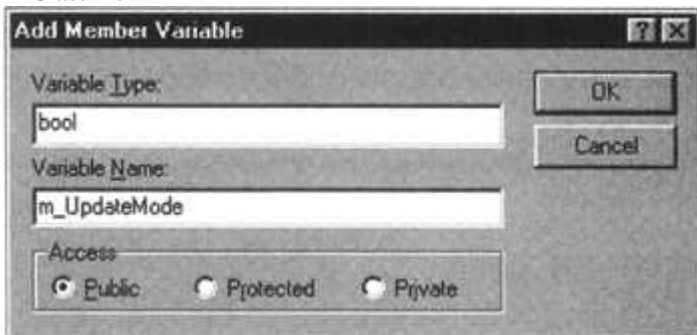 Add Member Variable
Variable Type:
bool
OK
Cancel
Variable Name:
m_UpdateMode
Access
Public Protected Private